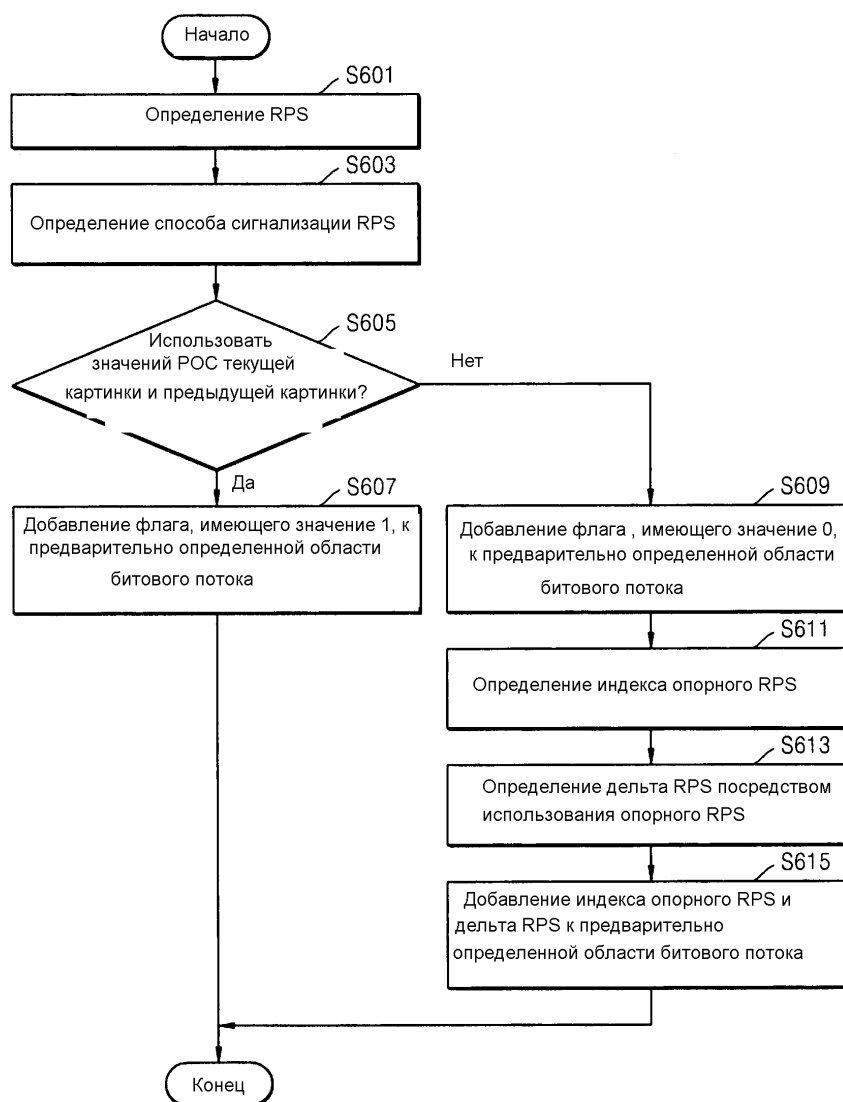 Начало
S601
Определение RPS
S603
Определение способа сигнализации RPS
S605
Использовать
значений POC текущей
картинки и предыдущей картинки?
Нет
Да
S607
Добавление флага, имеющего значение 1, к
предварительно определенной области
битового потока
S609
Добавление флага , имеющего значение 0,
к предварительно определенной области
битового потока
S611
Определение индекса опорного RPS
S613
Определение дельта RPS посредством
использования опорного RPS
S615
Добавление индекса опорного RPS и
дельта RPS к предварительно
определенной области битового потока
Конец